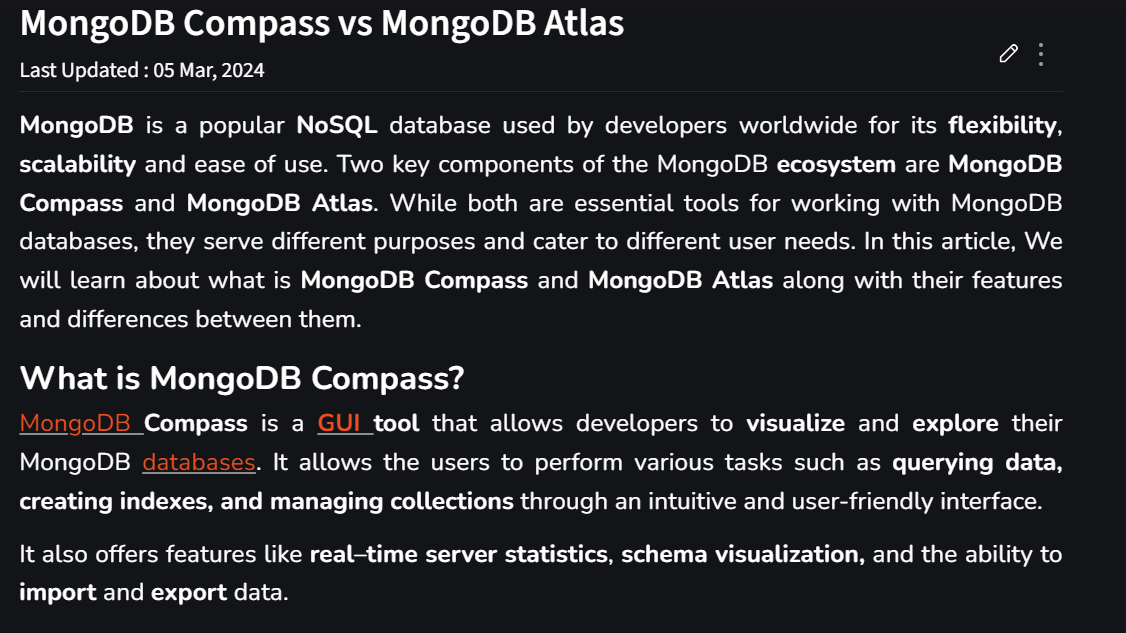 MongoDB Compass vs MongoDB Atlas
Last Updated : 05 Mar, 2024
MongoDB is a popular NoSQL database used by developers worldwide for its flexibility,
scalability and ease of use. Two key components of the MongoDB ecosystem are MongoDB
Compass and MongoDB Atlas. While both are essential tools for working with MongoDB
databases, they serve different purposes and cater to different user needs. In this article, We
will learn about what is MongoDB Compass and MongoDB Atlas along with their features
and differences between them.
What is MongoDB Compass?
MongoDB Compass is a GUI tool that allows developers to visualize and explore their
MongoDB databases. It allows the users to perform various tasks such as querying data,
creating indexes, and managing collections through an intuitive and user-friendly interface.
It also offers features like real–time server statistics, schema visualization, and the ability to
import and export data.